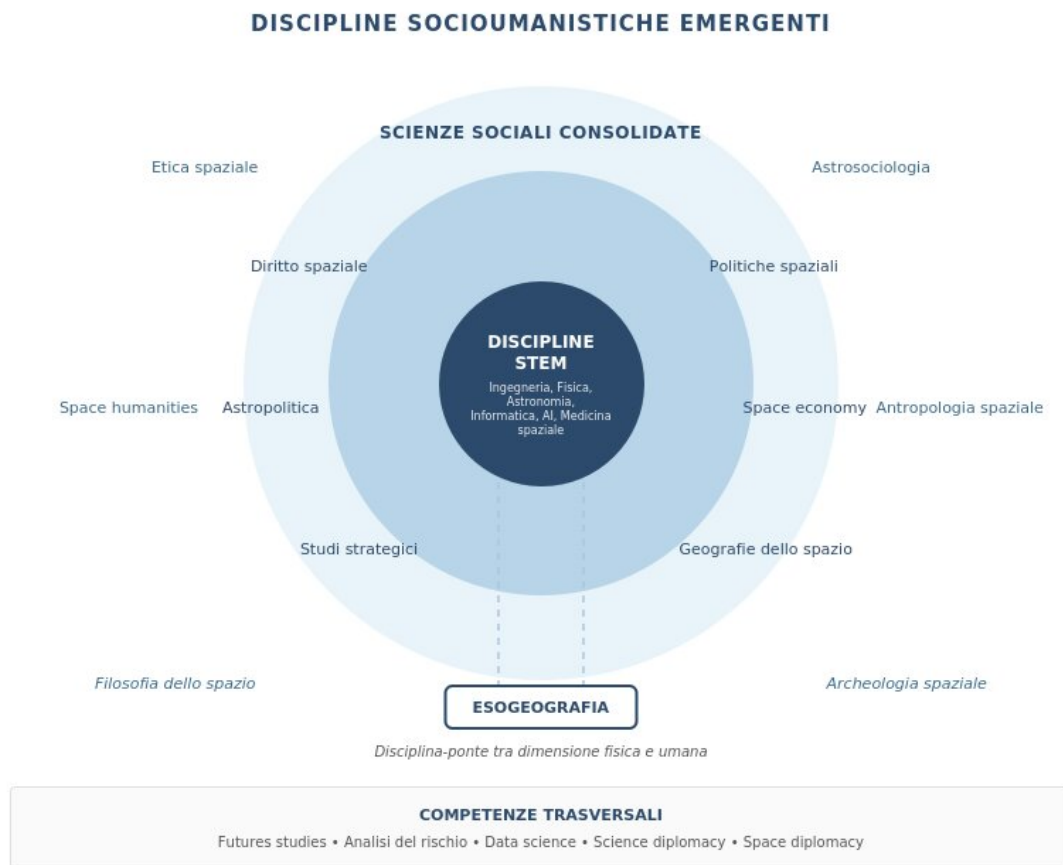 DISCIPLINE SOCIOUMANISTICHE EMERGENTI
SCIENZE SOCIALI CONSOLIDATE
Etica spaziale
Astrosociologia
Diritto spaziale
Politiche spaziali
DISCIPLINE
STEM
Ingegneria, Fisica,
Astronomia,
Informatica, AI, Medicina
spaziale
Space humanities
Astropolitica
Space economy
Antropologia spaziale
Studi strategici
Geografie dello spazio
Filosofia dello spazio
Archeologia spaziale
ESOGEOGRAFIA
Disciplina-ponte tra dimensione fisica e umana
COMPETENZE TRASVERSALI
Futures studies • Analisi del rischio • Data science • Science diplomacy • Space diplomacy